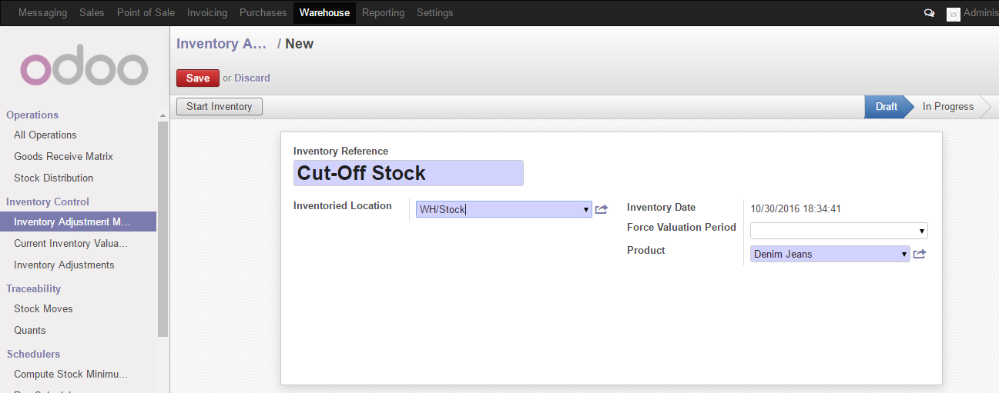 Messaging Sales Point of Sale Invoicing Purchases Warehouse Reporting Settings Adminis
odoo
Inventory A... / New
Save or Discard
Start Inventory Draft In Progress
Operations
All Operations
Goods Receive Matrix
Stock Distribution
Inventory Control
Inventory Adjustment M...
Current Inventory Valua...
Inventory Adjustments
Traceability
Stock Moves
Quants
Schedulers
Compute Stock Minimu...
Inventory Reference
Cut-Off Stock
Inventoried Location WH/Stock
Inventory Date 10/30/2016 18:34:41
Force Valuation Period
Product Denim Jeans